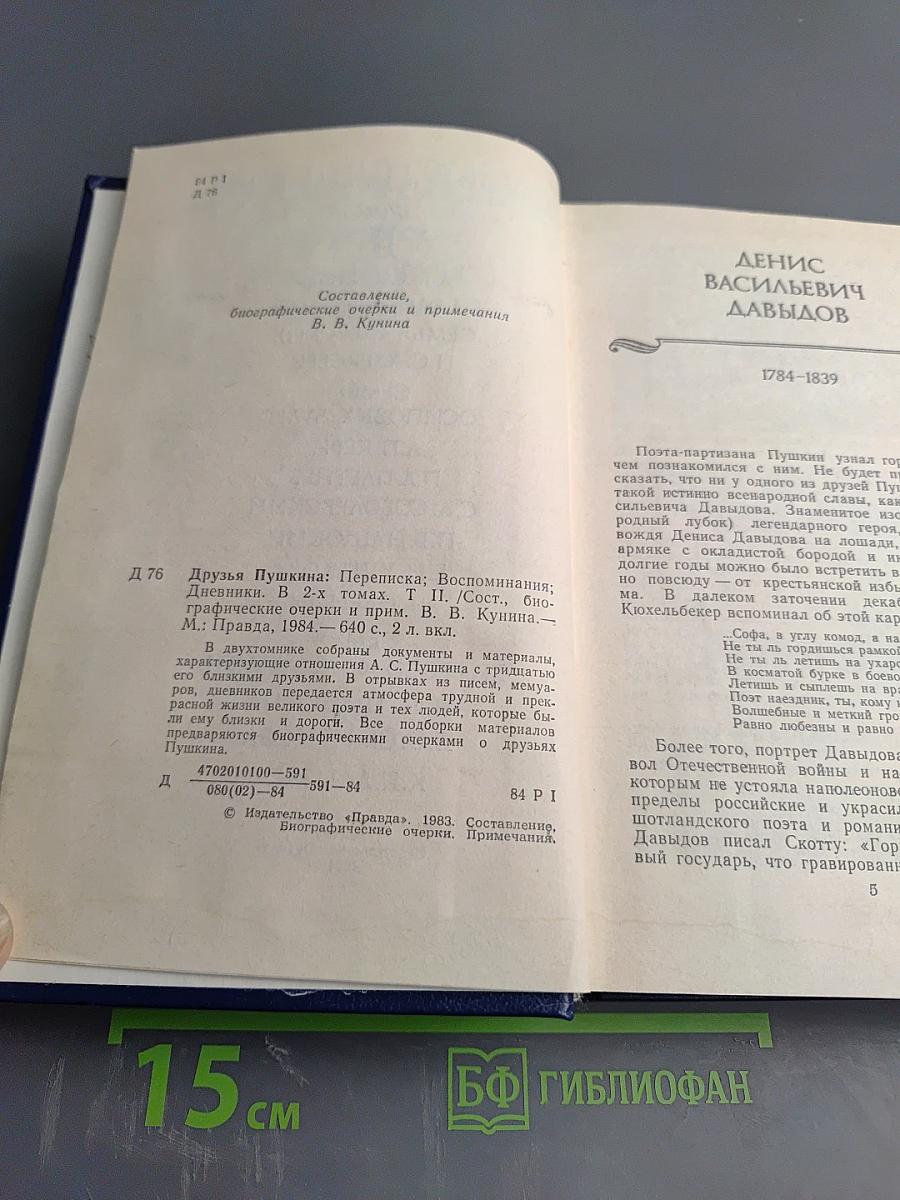 84 Р 1
Д 76
Составление,
биографические очерки и примечания
В. В. Кунина
Д 76 Друзья Пушкина: Переписка; Воспоминания;
Дневники. В 2-х томах. Т II. /Сост., био-
графические очерки и прим. В. В. Кунина.—
М.: Правда, 1984.— 640 с., 2 л. вкл.
В двухтомнике собраны документы и материалы,
характеризующие отношения А. С. Пушкина с тридцатью
его близкими друзьями. В отрывках из писем, мемуа-
ров, дневников передается атмосфера трудной и прек-
расной жизни великого поэта и тех людей, которые бы-
ли ему близки и дороги. Все подборки материалов
предваряются биографическими очерками о друзьях
Пушкина.
Д 4702010100—591
080(02)—84 591—84
84 Р I
© Издательство «Правда». 1983. Составление.
Биографические очерки. Примечания.
ДЕНИС
ВАСИЛЬЕВИЧ
ДАВЫДОВ
1784–1839
Поэта-партизана Пушкин узнал гор
чем познакомился с ним. Не будет п
сказать, что ни у одного из друзей Пуш
такой истинно всенародной славы, как
сильевича Давыдова. Знаменитое изо
родный лубок) легендарного героя,
вождя Дениса Давыдова на лошади,
армяке с окладистой бородой и ик
долгие годы можно было встретить в
но повсюду — от крестьянской избы
ма. В далеком заточении декаб
Кюхельбекер вспоминал об этой кар
...Софа, в углу комод, а на
Не ты ль гордишься рамкой
Не ты ль летишь на ухарс
В косматой бурке в боево
Летишь и сыплешь на вра
Поэт наездник, ты, кому и
Волшебные и меткий гро
Равно любезны и равно
Более того, портрет Давыдова
вол Отечественной войны и на
которым не устояла наполеонов
пределы российские и украсил
шотландского поэта и романи
Давыдов писал Скотту: «Гор
вый государь, что гравирован
5
15 см
БФ ГИБЛИОФАН